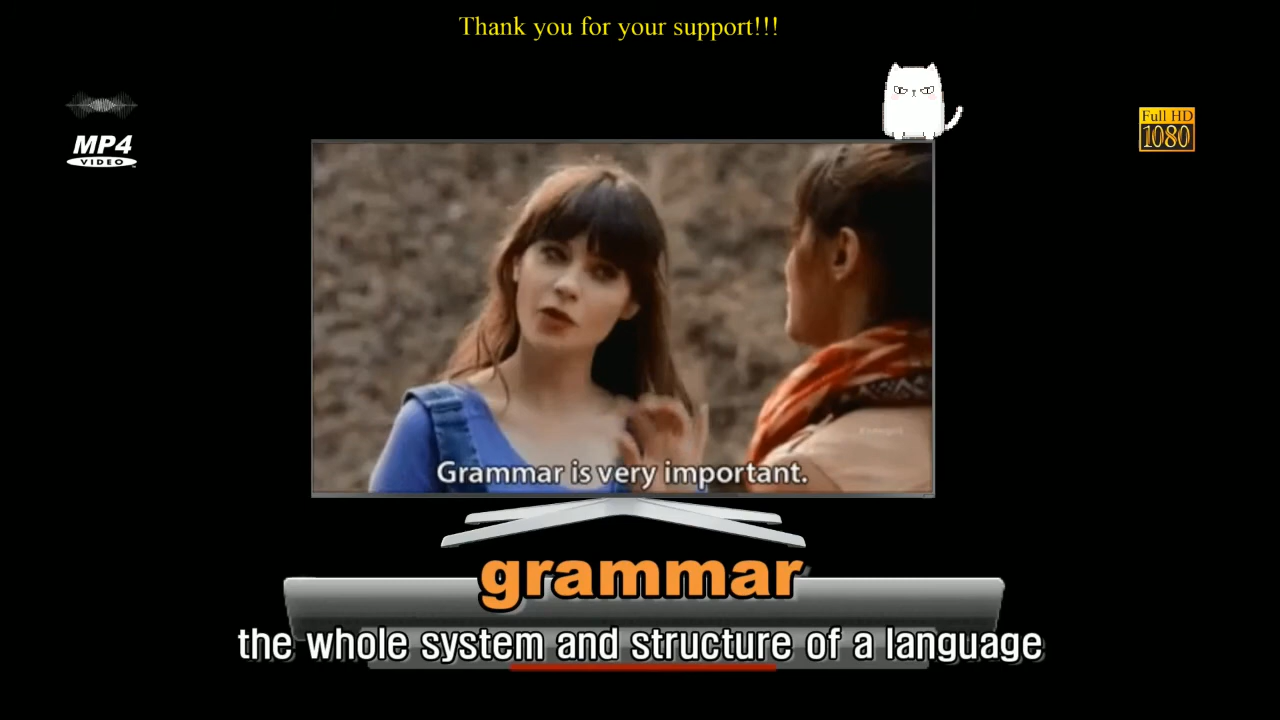 Thank you for your support!!!
MP4
VIDEO
Full HD
1080
Grammar is very important.
grammar
the whole system and structure of a language